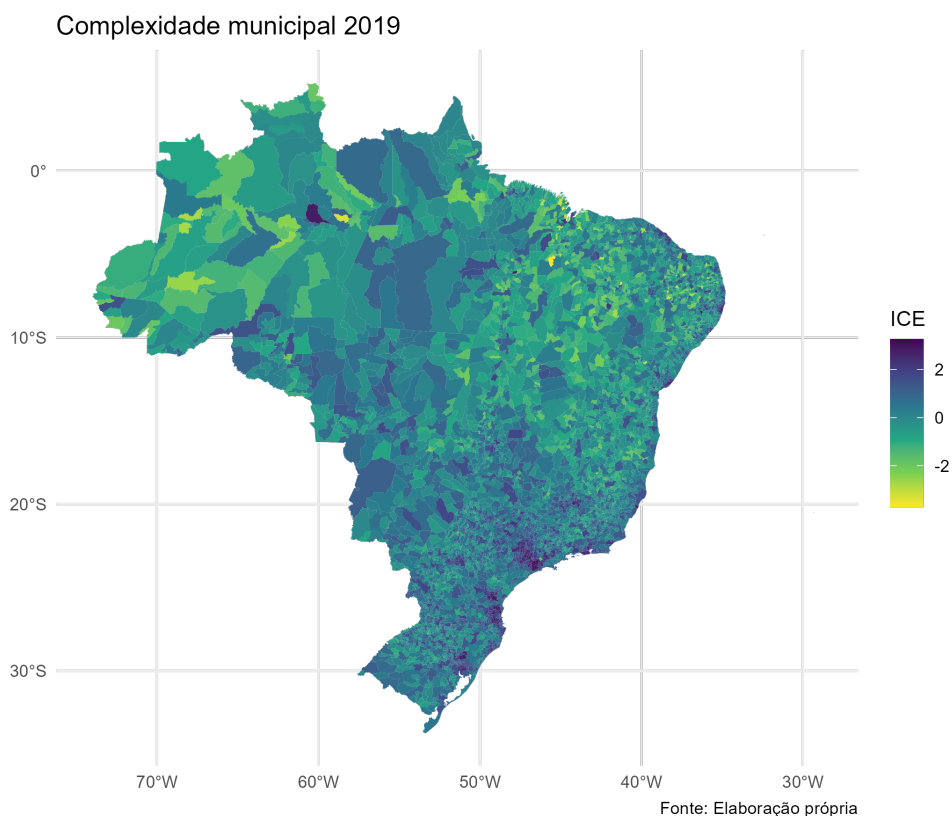 Complexidade municipal 2019
0°
10°S
20°S
30°S
70°W
60°W
50°W
40°W
30°W
ICE
2
0
-2
Fonte: Elaboração própria